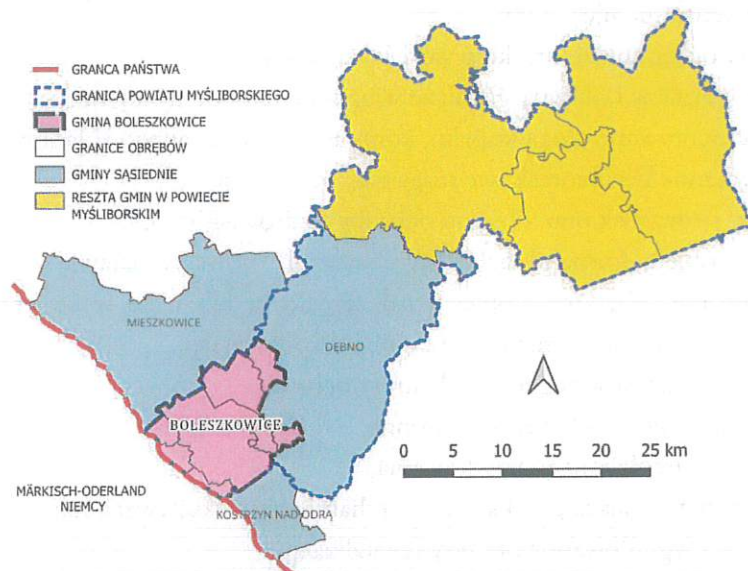 GRANCA PAŃSTWA
GRANICA POWIATU MYŚLIBORSKIEGO
GMINA BOLESZKOWICE
GRANICE OBRĘBÓW
GMINY SĄSIEDNIE
RESZTA GMIN W POWIECIE
MYŚLIBORSKIM
MIESZKOWICE
DĘBNO
BOLESZKOWICE
0 5 10 15 20 25 km
MÄRKISCH-ODERLAND
NIEMCY
KOSTRZYN NAD ODRĄ